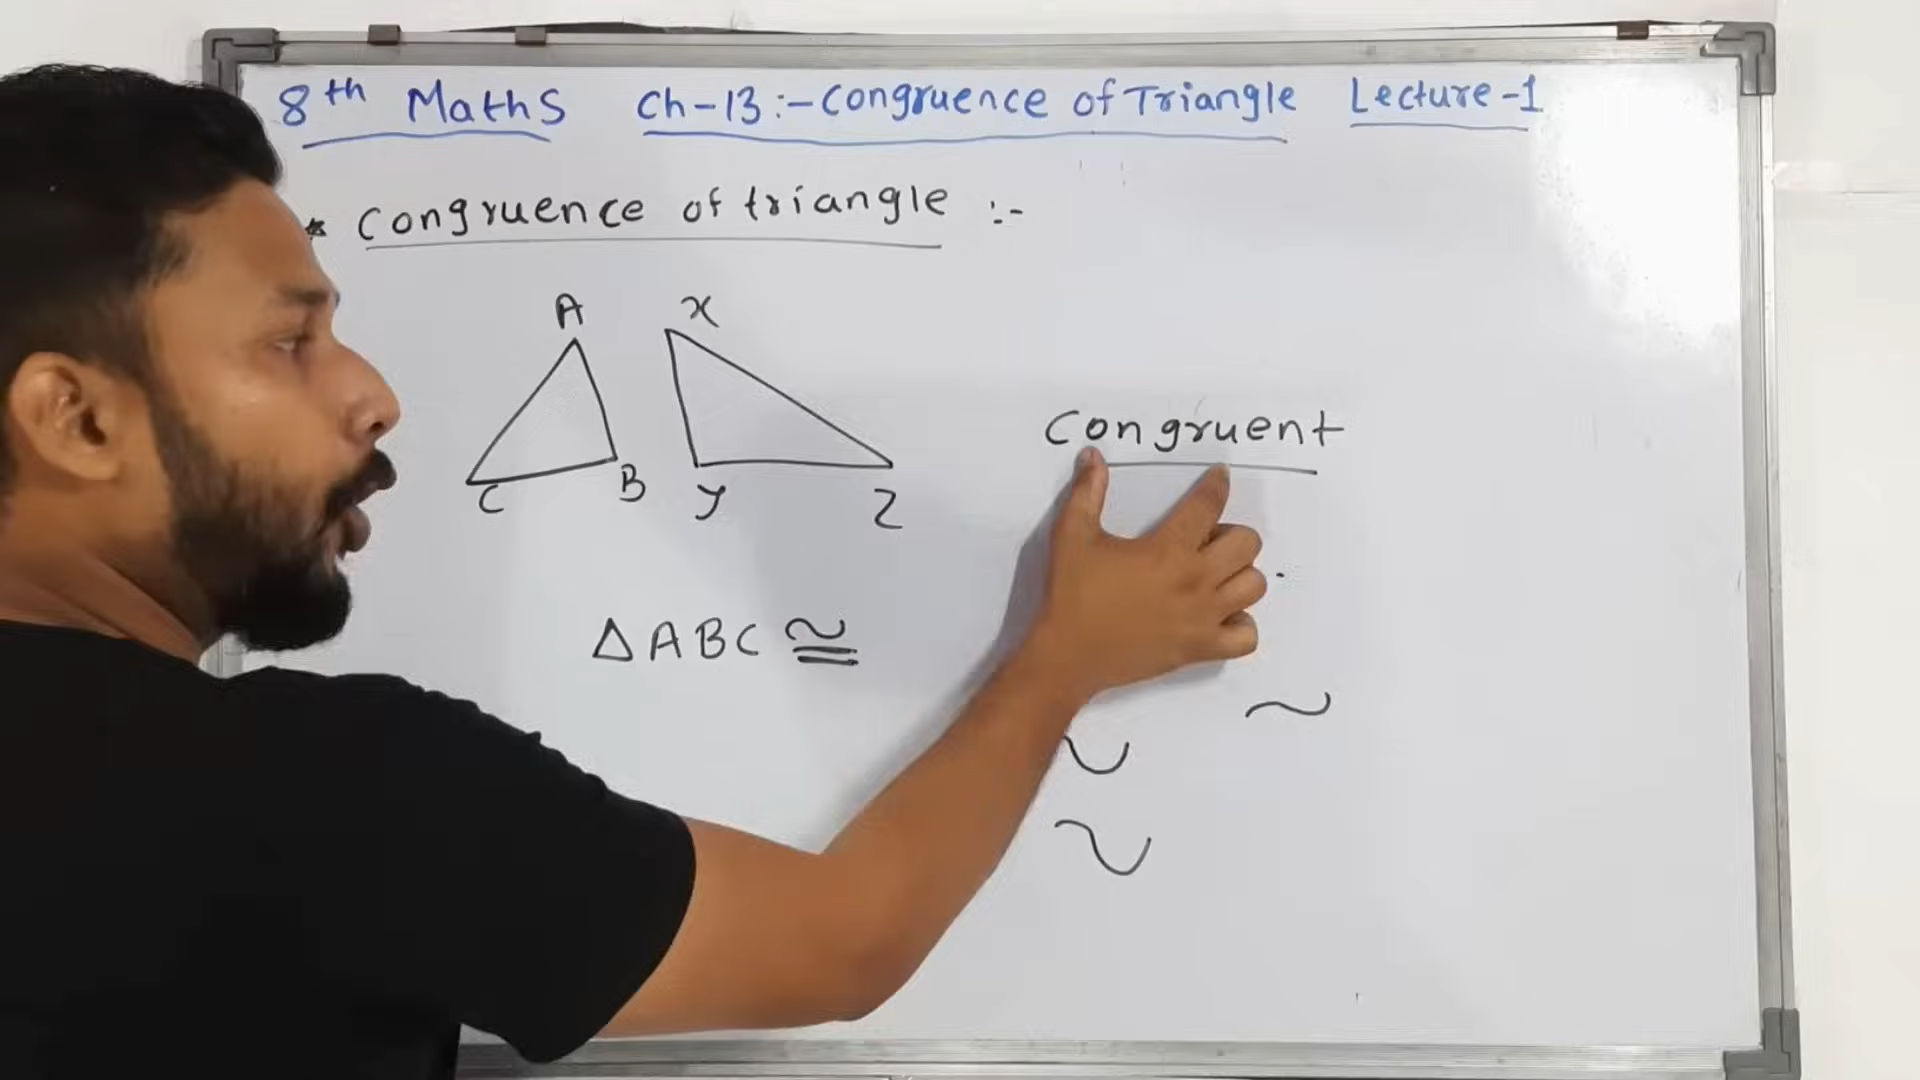 8th Maths Ch-13:- Congruence of Triangle Lecture-1
* Congruence of triangle :-
A x
Congruent
C B y Z
△ABC ≅
~
~